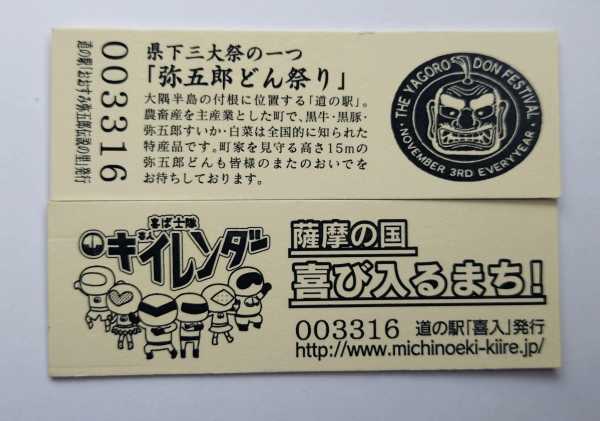 道の駅「おおすみ弥五郎伝説の里」発行
003316
県下三大祭の一つ
「弥五郎どん祭り」
大隅半島の付根に位置する「道の駅」。
農畜産を主産業とした町で、黒牛・黒豚・
弥五郎すいか・白菜は全国的に知られた
特産品です。町家を見守る高さ15mの
弥五郎どんも皆様のまたのおいでを
お待ちしております。
THE YAGORO DON FESTIVAL
NOVEMBER 3RD EVERYYEAR
まぱ士隊
キイレンダー
薩摩の国
喜び入るまち!
003316 道の駅「喜入」発行
http://www.michinoeki-kiire.jp/